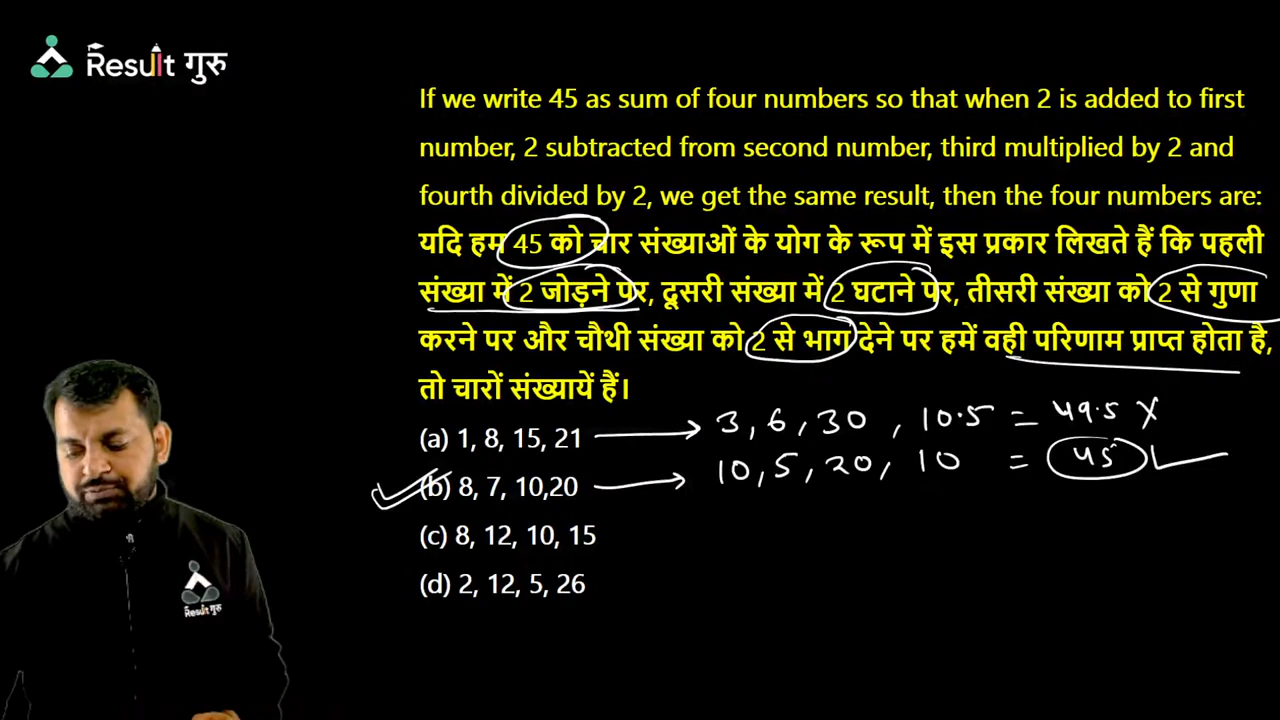 Result गुरु
If we write 45 as sum of four numbers so that when 2 is added to first
number, 2 subtracted from second number, third multiplied by 2 and
fourth divided by 2, we get the same result, then the four numbers are:
यदि हम 45 को चार संख्याओं के योग के रूप में इस प्रकार लिखते हैं कि पहली
संख्या में 2 जोड़ने पर, दूसरी संख्या में 2 घटाने पर, तीसरी संख्या को 2 से गुणा
करने पर और चौथी संख्या को 2 से भाग देने पर हमें वही परिणाम प्राप्त होता है,
तो चारों संख्यायें हैं।
(a) 1, 8, 15, 21 → 3, 6, 30, 10.5 = 49.5 X
(b) 8, 7, 10,20 → 10, 5, 20, 10 = 45 ✓
(c) 8, 12, 10, 15
(d) 2, 12, 5, 26
Result गुरु